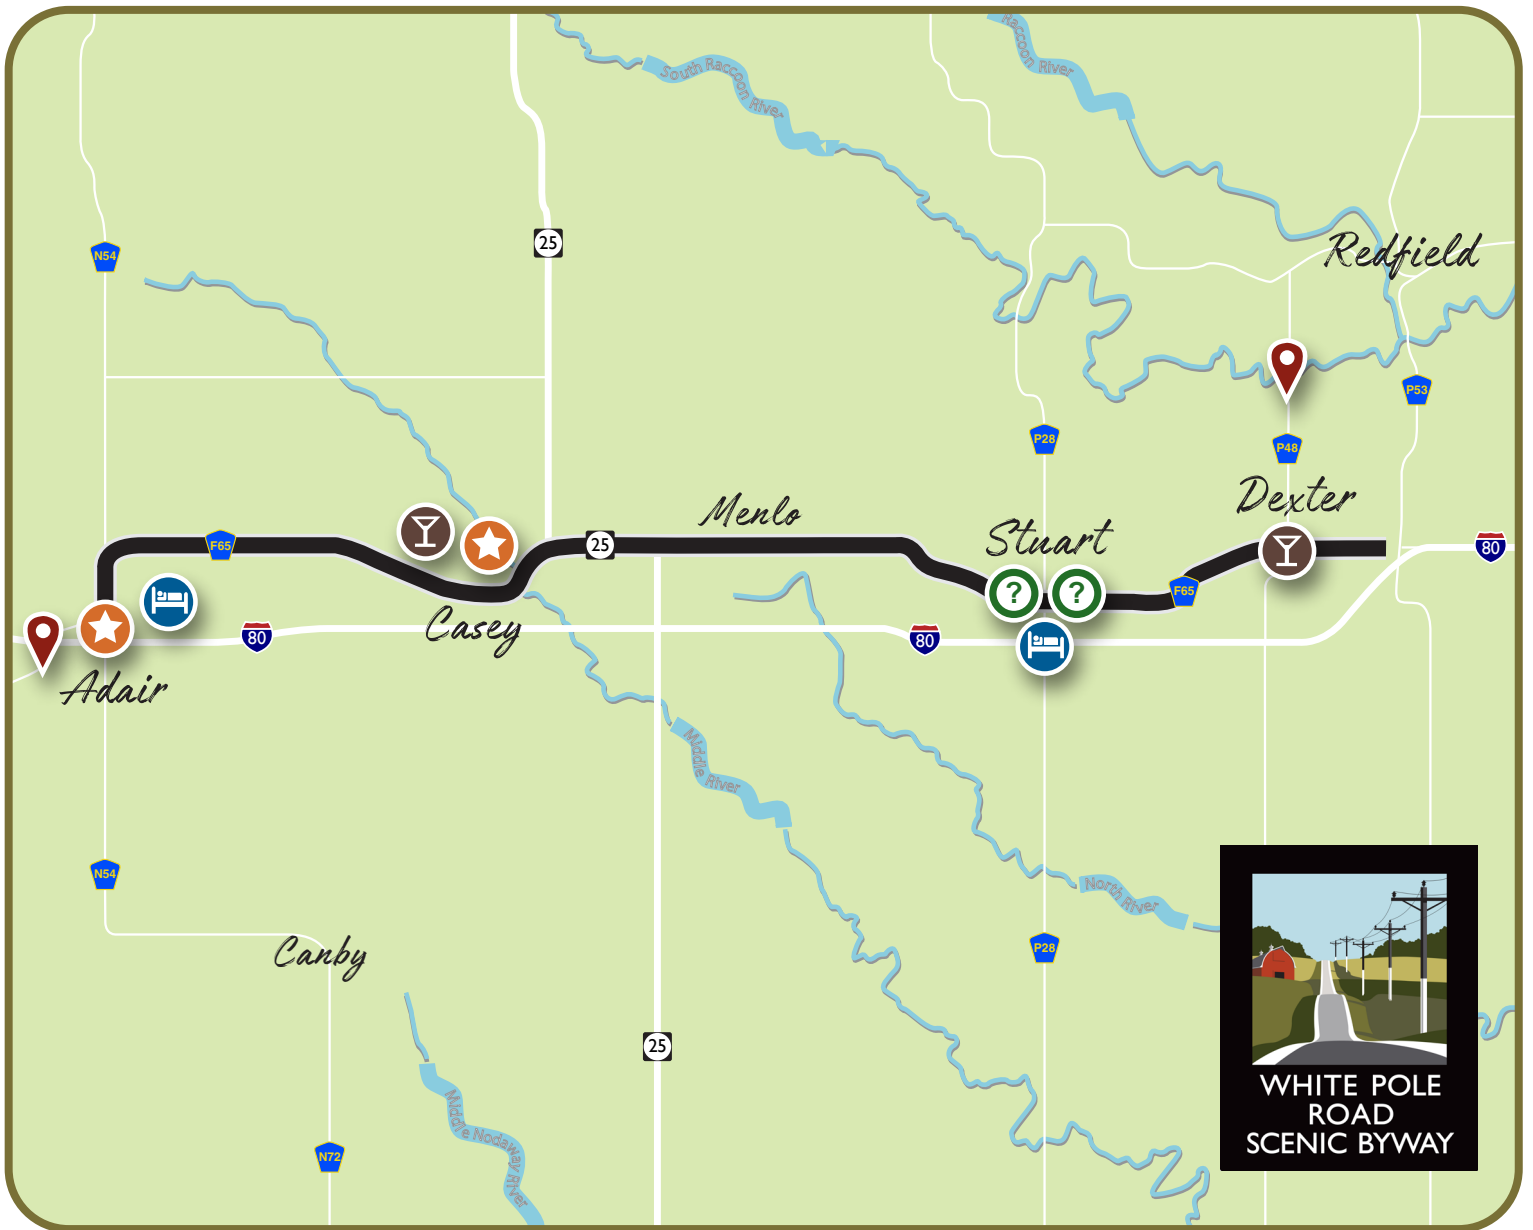 Raccoon River
South Raccoon River
25
N54
Redfield
P53
P28
P48
Dexter
Menlo
Stuart
F65
25
80
?
?
F65
80
80
Casey
Adair
Middle River
N54
North River
P28
Canby
25
Middle Nodaway River
N72
WHITE POLE
ROAD
SCENIC BYWAY